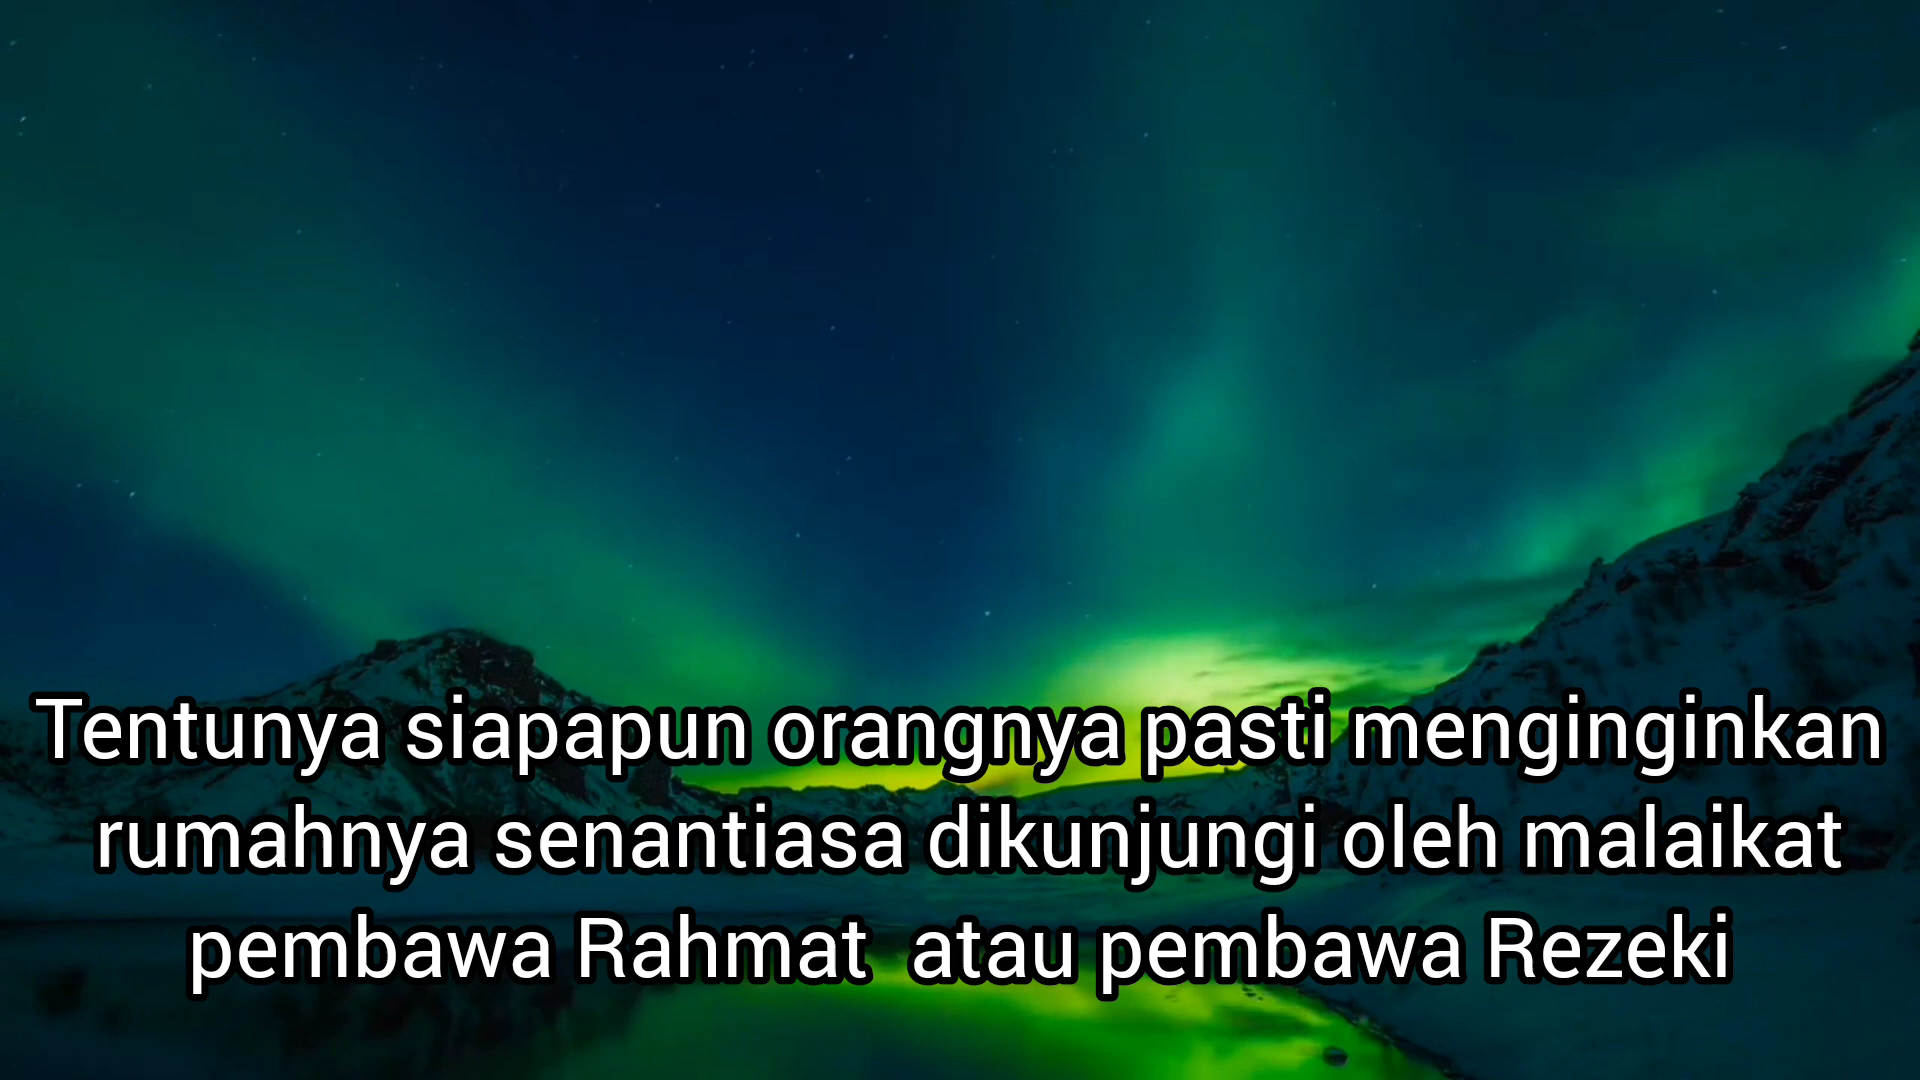 Tentunya siapapun orangnya pasti menginginkan
rumahnya senantiasa dikunjungi oleh malaikat
pembawa Rahmat  atau pembawa Rezeki